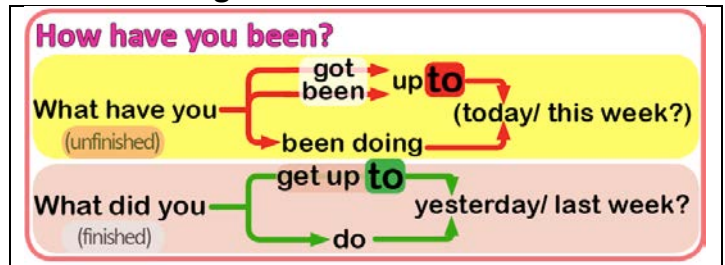 How have you been?
got
been
up to
What have you
(today/ this week?)
(unfinished)
been doing
get up to
What did you
yesterday/ last week?
(finished)
do